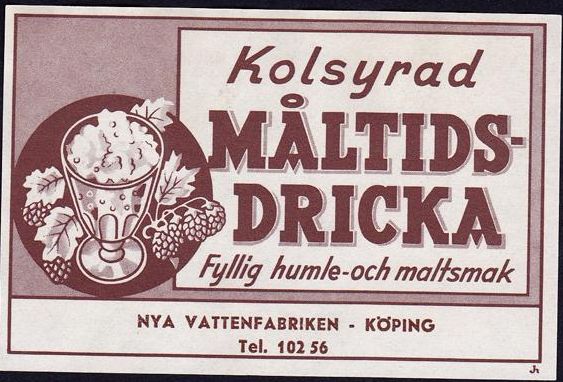 Kolsyrad
MÅLTIDS-
DRICKA
Fyllig humle-och maltsmak
NYA VATTENFABRIKEN - KÖPING
Tel. 102 56